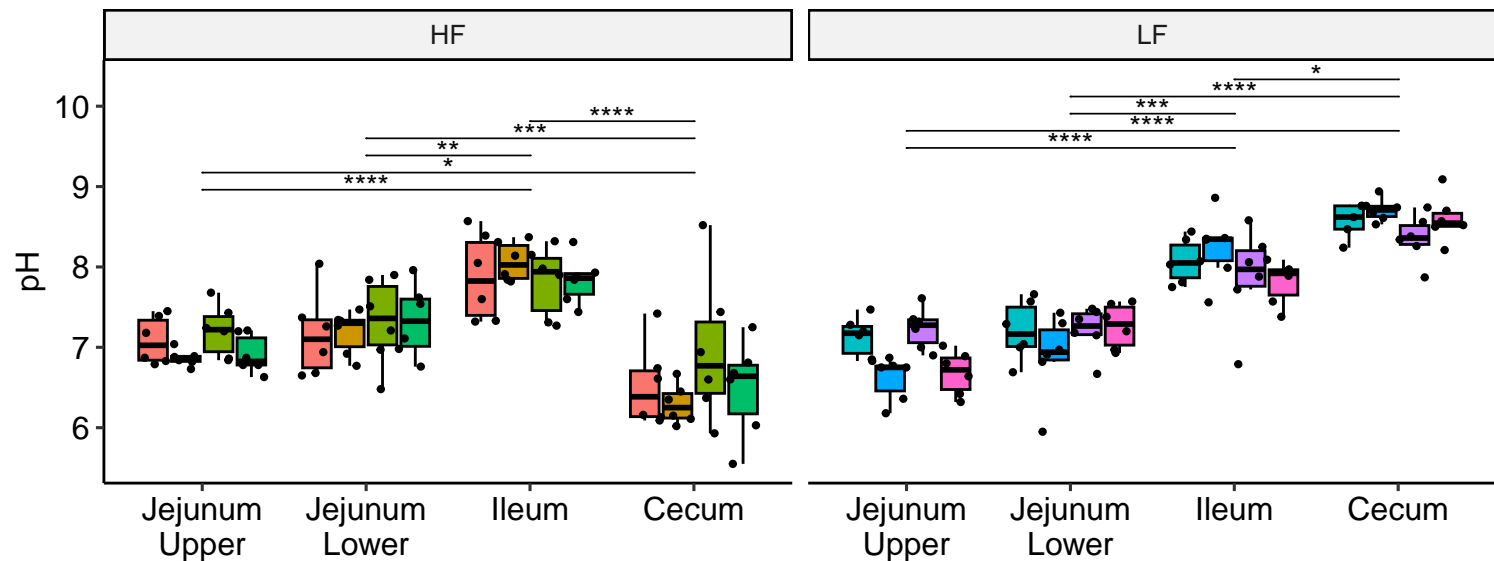 HF
LF
pH
10
9
8
7
6
****
***
**
*
****
*
****
***
****
****
Jejunum
Upper
Jejunum
Lower
Ileum
Cecum
Jejunum
Upper
Jejunum
Lower
Ileum
Cecum